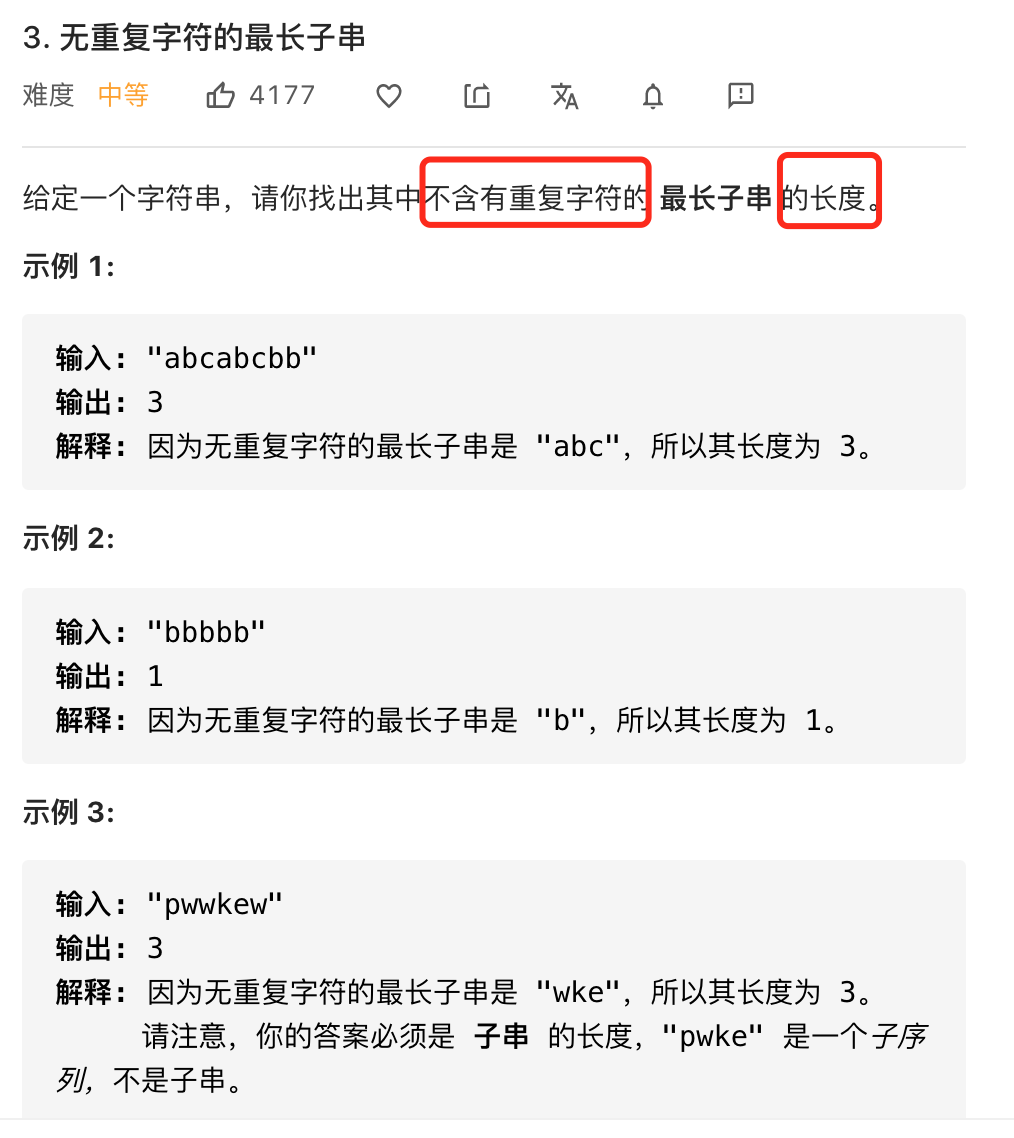 3. 无重复字符的最长子串
难度 中等 4177
给定一个字符串，请你找出其中不含有重复字符的 最长子串 的长度。
示例 1:
输入: "abcabcbb"
输出: 3
解释: 因为无重复字符的最长子串是 "abc"，所以其长度为 3。
示例 2:
输入: "bbbbb"
输出: 1
解释: 因为无重复字符的最长子串是 "b"，所以其长度为 1。
示例 3:
输入: "pwwkew"
输出: 3
解释: 因为无重复字符的最长子串是 "wke"，所以其长度为 3。
请注意，你的答案必须是 子串 的长度，"pwke" 是一个子序
列，不是子串。